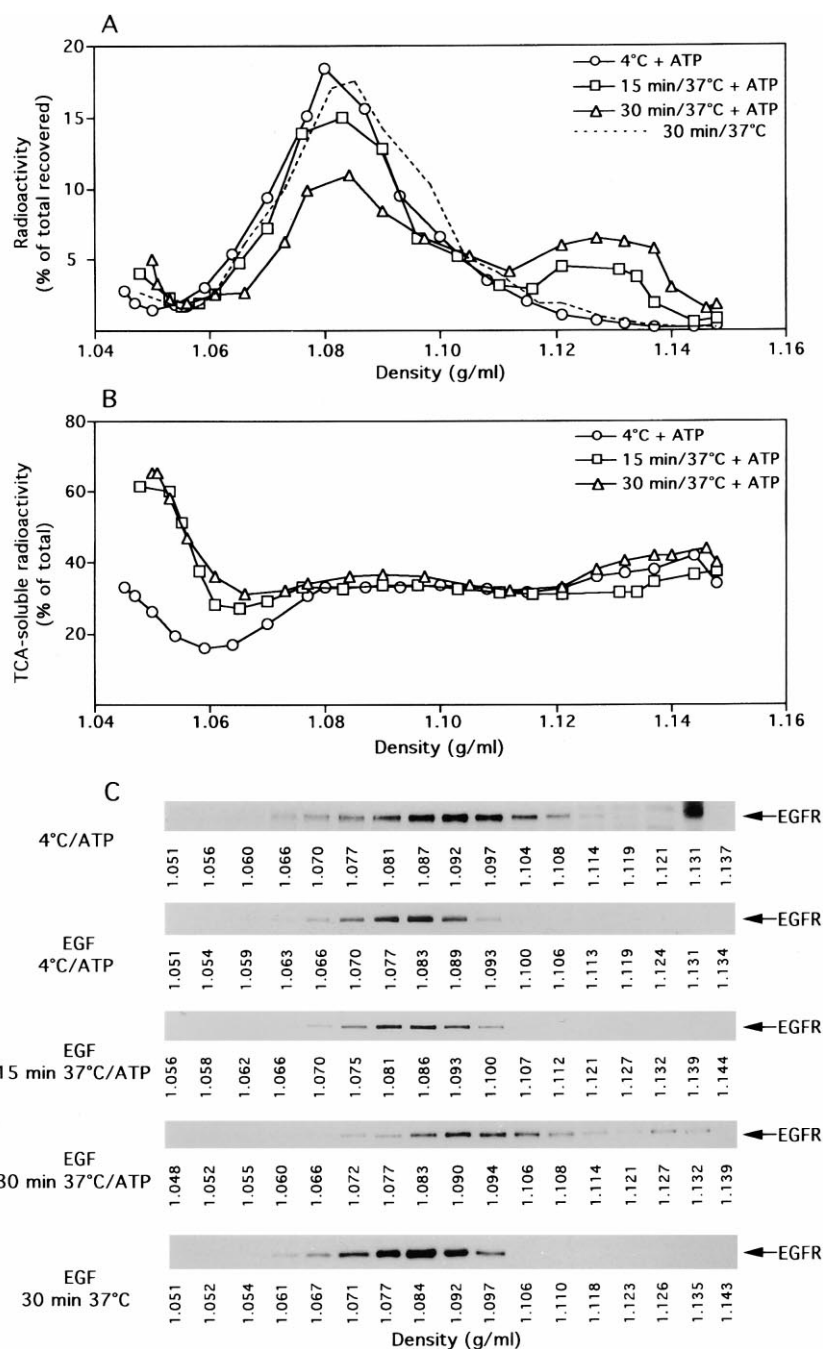 A
20
15
10
5
Radioactivity
(% of total recovered)
4°C + ATP
15 min/37°C + ATP
30 min/37°C + ATP
30 min/37°C
1.04 1.06 1.08 1.10 1.12 1.14 1.16
Density (g/ml)
B
80
60
40
20
TCA-soluble radioactivity
(% of total)
4°C + ATP
15 min/37°C + ATP
30 min/37°C + ATP
1.04 1.06 1.08 1.10 1.12 1.14 1.16
Density (g/ml)
C
4°C/ATP
EGFR
1.051 1.056 1.060 1.066 1.070 1.077 1.081 1.087 1.092 1.097 1.104 1.108 1.114 1.119 1.121 1.131 1.137
EGF
4°C/ATP
EGFR
1.051 1.054 1.059 1.063 1.066 1.070 1.077 1.083 1.089 1.093 1.100 1.106 1.113 1.119 1.124 1.131 1.134
EGF
15 min 37°C/ATP
EGFR
1.056 1.058 1.062 1.066 1.070 1.075 1.081 1.086 1.093 1.100 1.107 1.112 1.121 1.127 1.132 1.139 1.144
EGF
30 min 37°C/ATP
EGFR
1.048 1.052 1.055 1.060 1.066 1.072 1.077 1.083 1.090 1.094 1.106 1.108 1.114 1.121 1.127 1.132 1.139
EGF
30 min 37°C
EGFR
1.051 1.052 1.054 1.061 1.067 1.071 1.077 1.084 1.092 1.097 1.106 1.110 1.118 1.123 1.126 1.135 1.143
Density (g/ml)